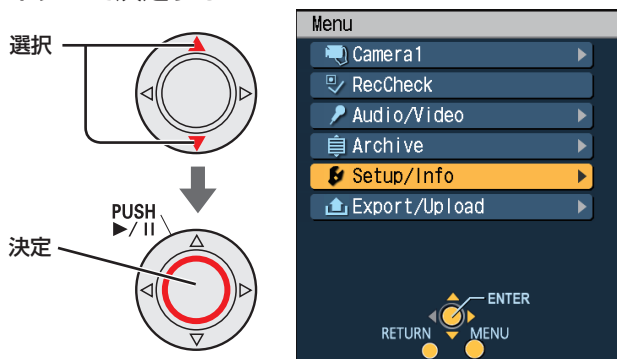 選択
PUSH
▶/II
決定
Menu
Camera1
RecCheck
Audio/Video
Archive
Setup/Info
Export/Upload
ENTER
RETURN
MENU